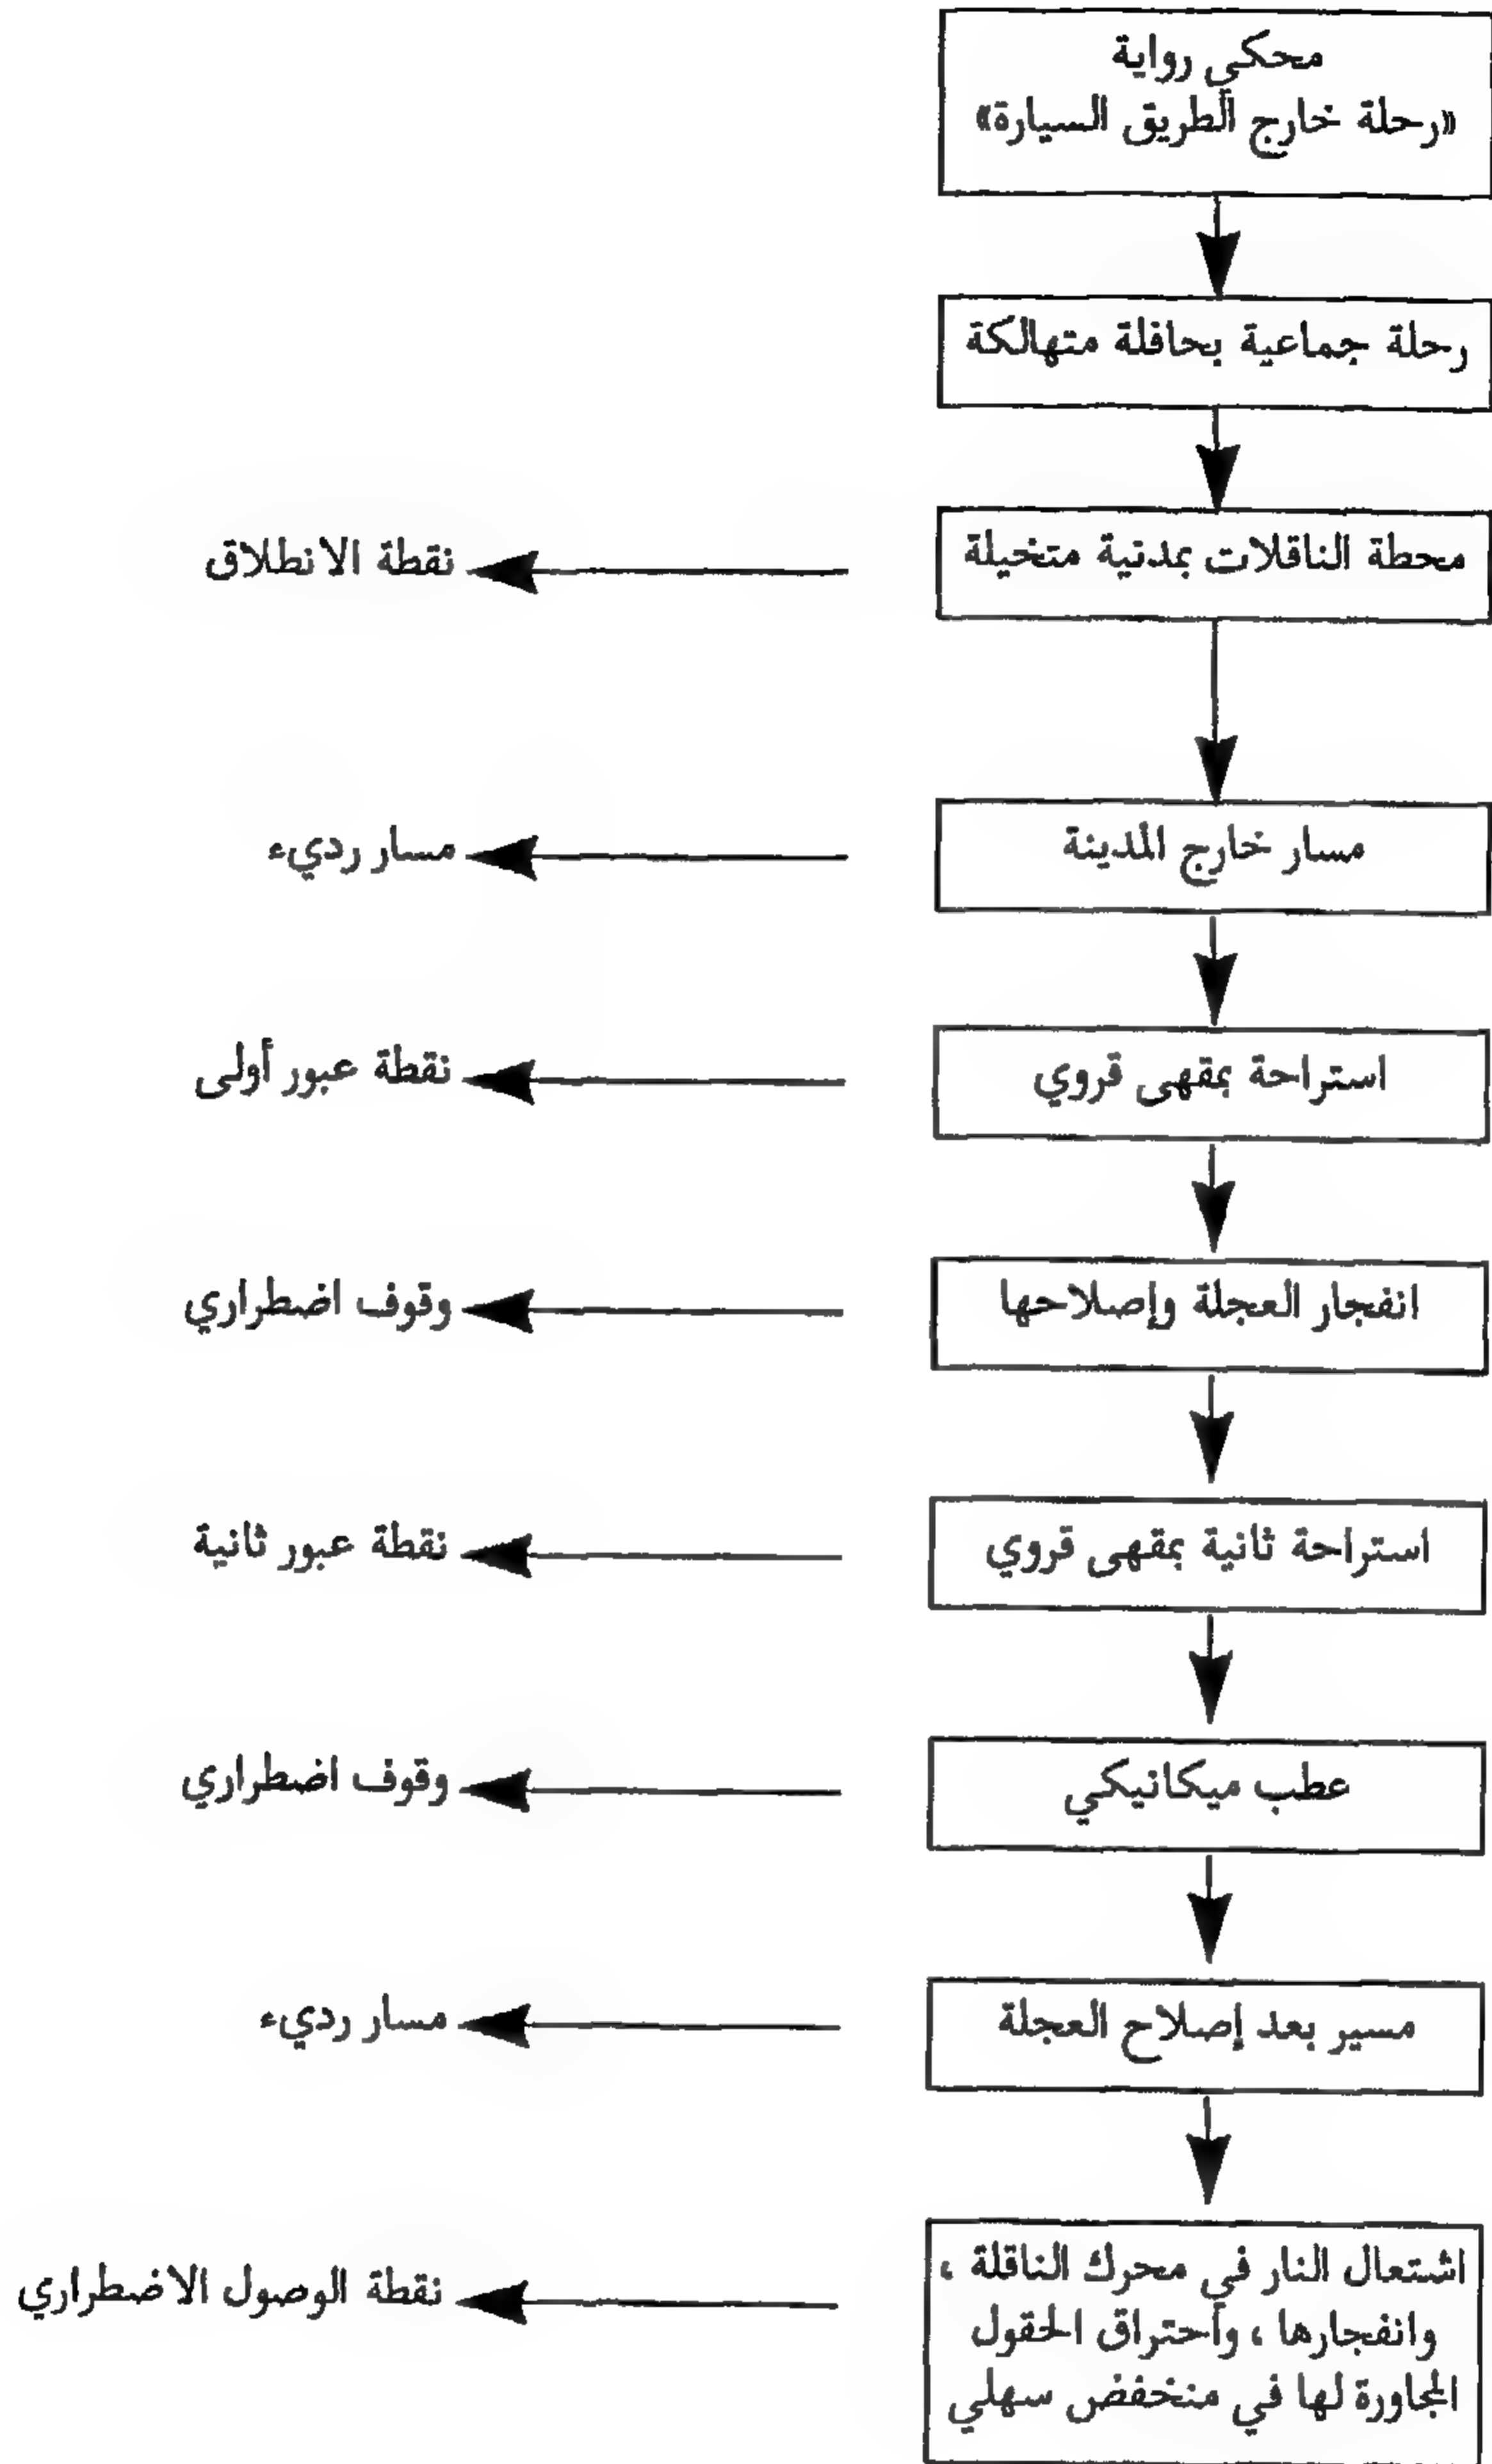 محكي رواية
«رحلة خارج الطريق السيارة»
رحلة جماعية بحافلة متهالكة
محطة الناقلات بمدنية متخيلة
نقطة الانطلاق
مسار خارج المدينة
مسار رديء
استراحة بمقهى قروي
نقطة عبور أولى
انفجار العجلة وإصلاحها
وقوف اضطراري
استراحة ثانية بمقهى قروي
نقطة عبور ثانية
عطب ميكانيكي
وقوف اضطراري
مسير بعد إصلاح العجلة
مسار رديء
اشتعال النار في محرك الناقلة ،
وانفجارها ، واحتراق الحقول
المجاورة لها في منخفض سهلي
نقطة الوصول الاضطراري